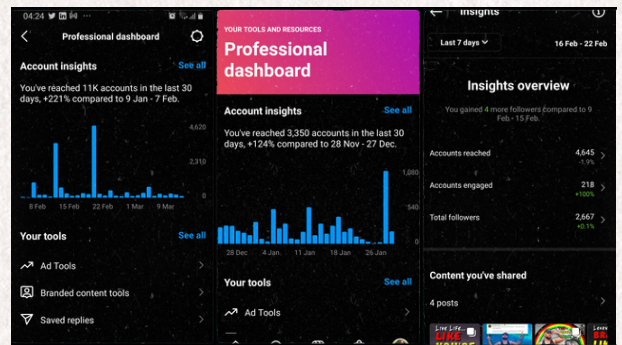 04:24
Professional dashboard
Account insights
See all
You've reached 11K accounts in the last 30
days, +221% compared to 9 Jan - 7 Feb.
4,620
2,310
0
8 Feb 15 Feb 22 Feb 1 Mar 9 Mar
Your tools
See all
Ad Tools
Branded content tools
Saved replies
YOUR TOOLS AND RESOURCES
Professional
dashboard
Account insights
See all
You've reached 3,350 accounts in the last 30
days, +124% compared to 28 Nov - 27 Dec.
1,080
540
0
28 Dec 4 Jan 11 Jan 18 Jan 26 Jan
Your tools
See all
Ad Tools
Insights
Last 7 days
16 Feb - 22 Feb
Insights overview
You gained 4 more followers compared to 9
Feb - 15 Feb.
Accounts reached
4,645
-1.9%
Accounts engaged
218
+100%
Total followers
2,667
+0.1%
Content you've shared
4 posts
Live Life...
LIKE